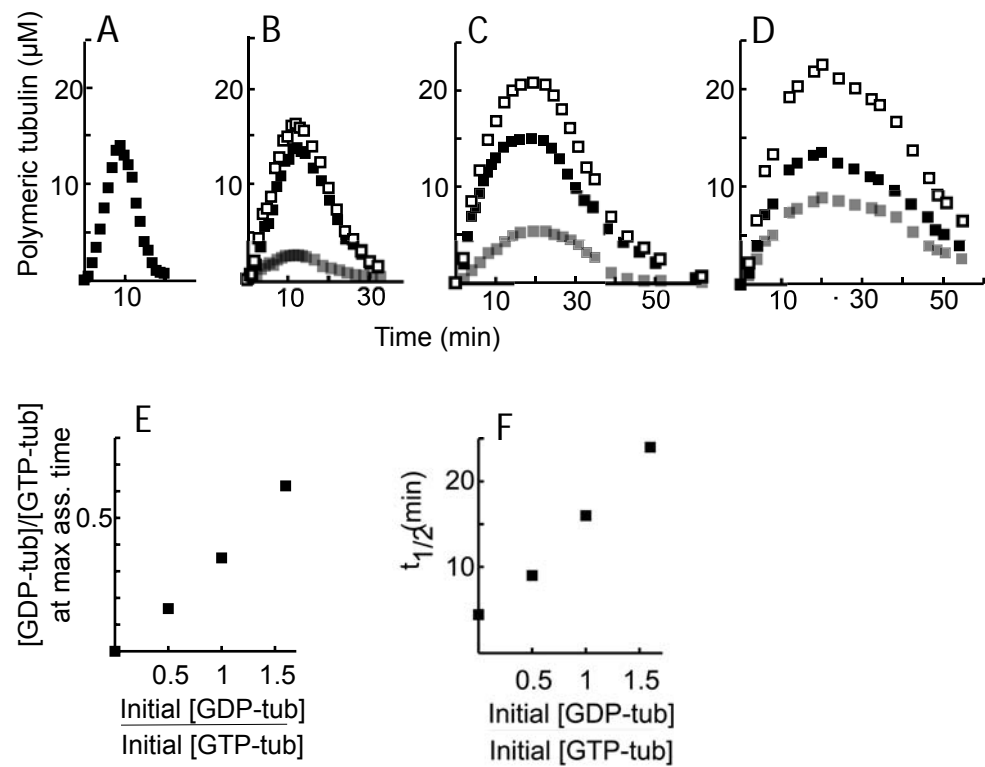 A
B
C
D
Polymeric tubulin (µM)
20
10
10
20
10
10 30
20
10
10 30 50
20
10
10 · 30 50
Time (min)
E
[GDP-tub]/[GTP-tub]
at max ass. time
0.5
0.5 1 1.5
Initial [GDP-tub]
Initial [GTP-tub]
F
t1/2 (min)
20
10
0.5 1 1.5
Initial [GDP-tub]
Initial [GTP-tub]